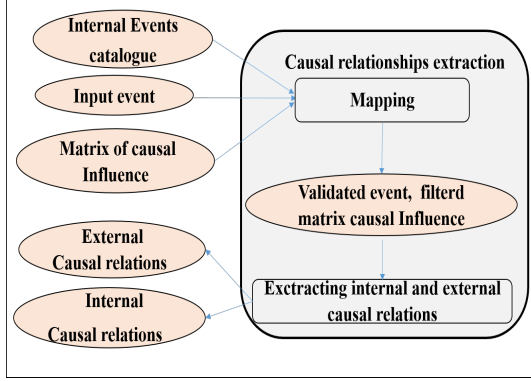 Internal Events
catalogue
Input event
Matrix of causal
Influence
External
Causal relations
Internal
Causal relations
Causal relationships extraction
Mapping
Validated event, filterd
matrix causal Influence
Exctracting internal and external
causal relations